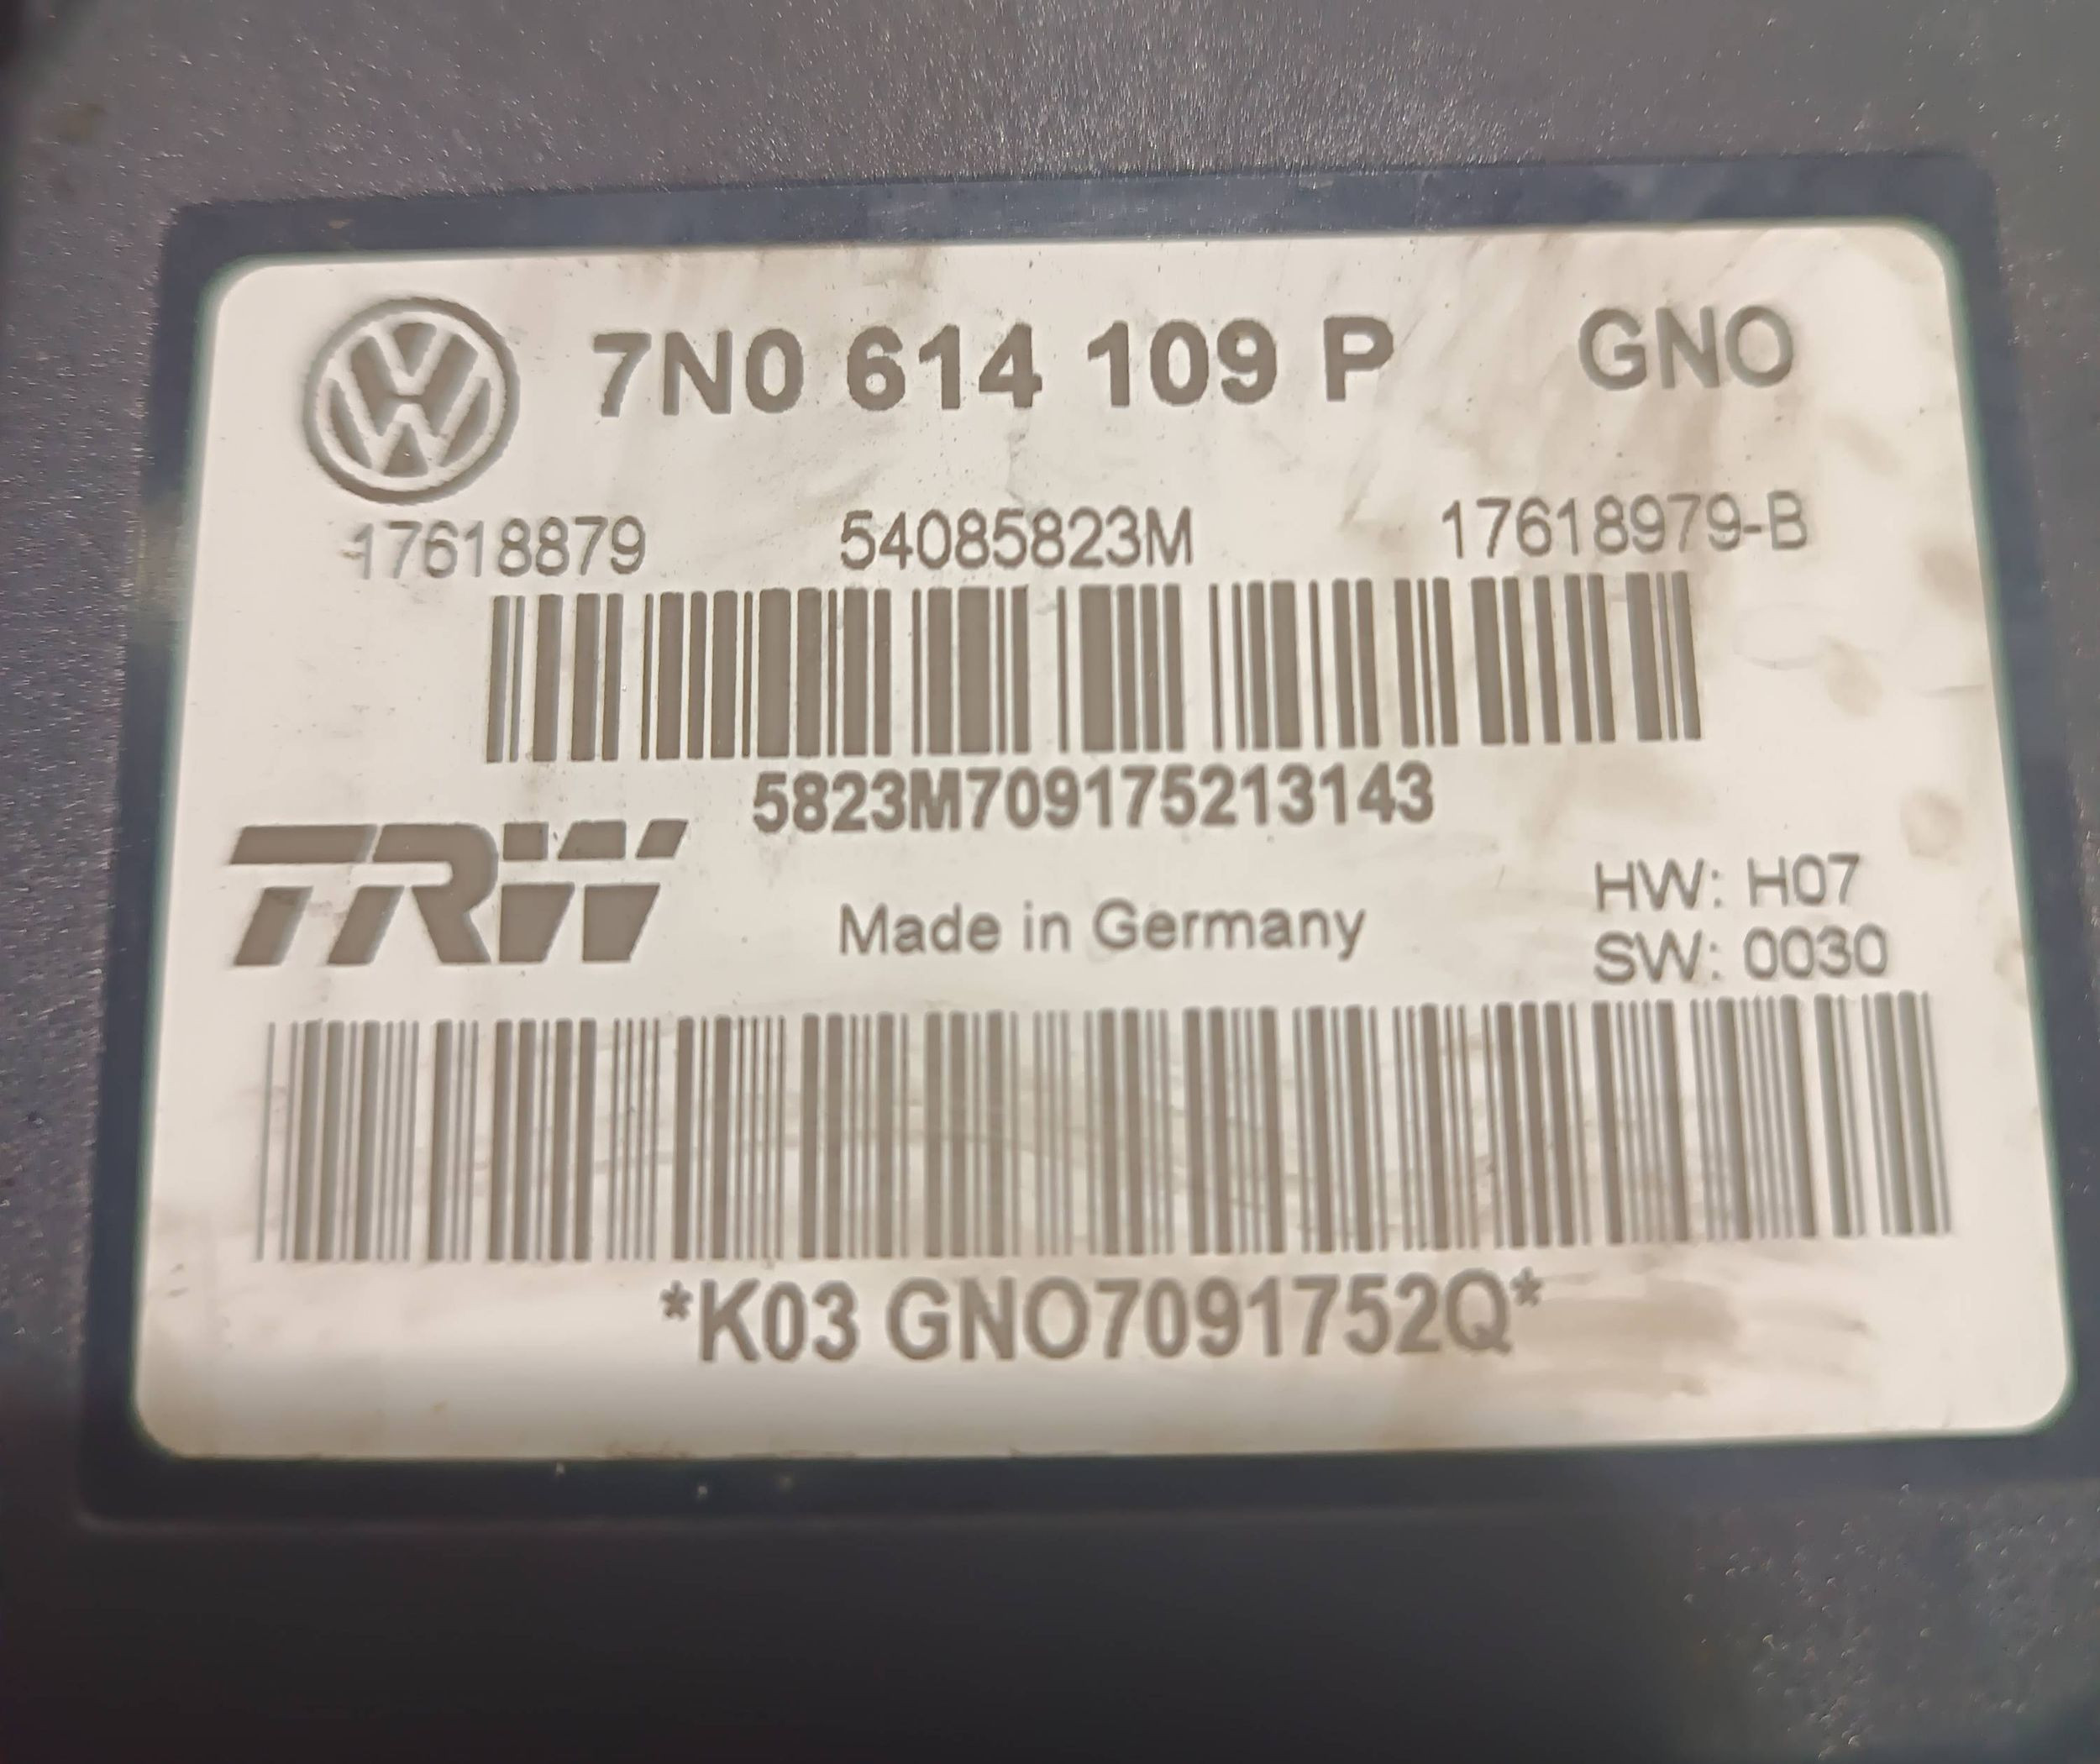 7N0 614 109 P GNO
17618879 54085823M 17618979-B
5823M709175213143
TRW
Made in Germany
HW: H07
SW: 0030
*K03 GNO7091752Q*